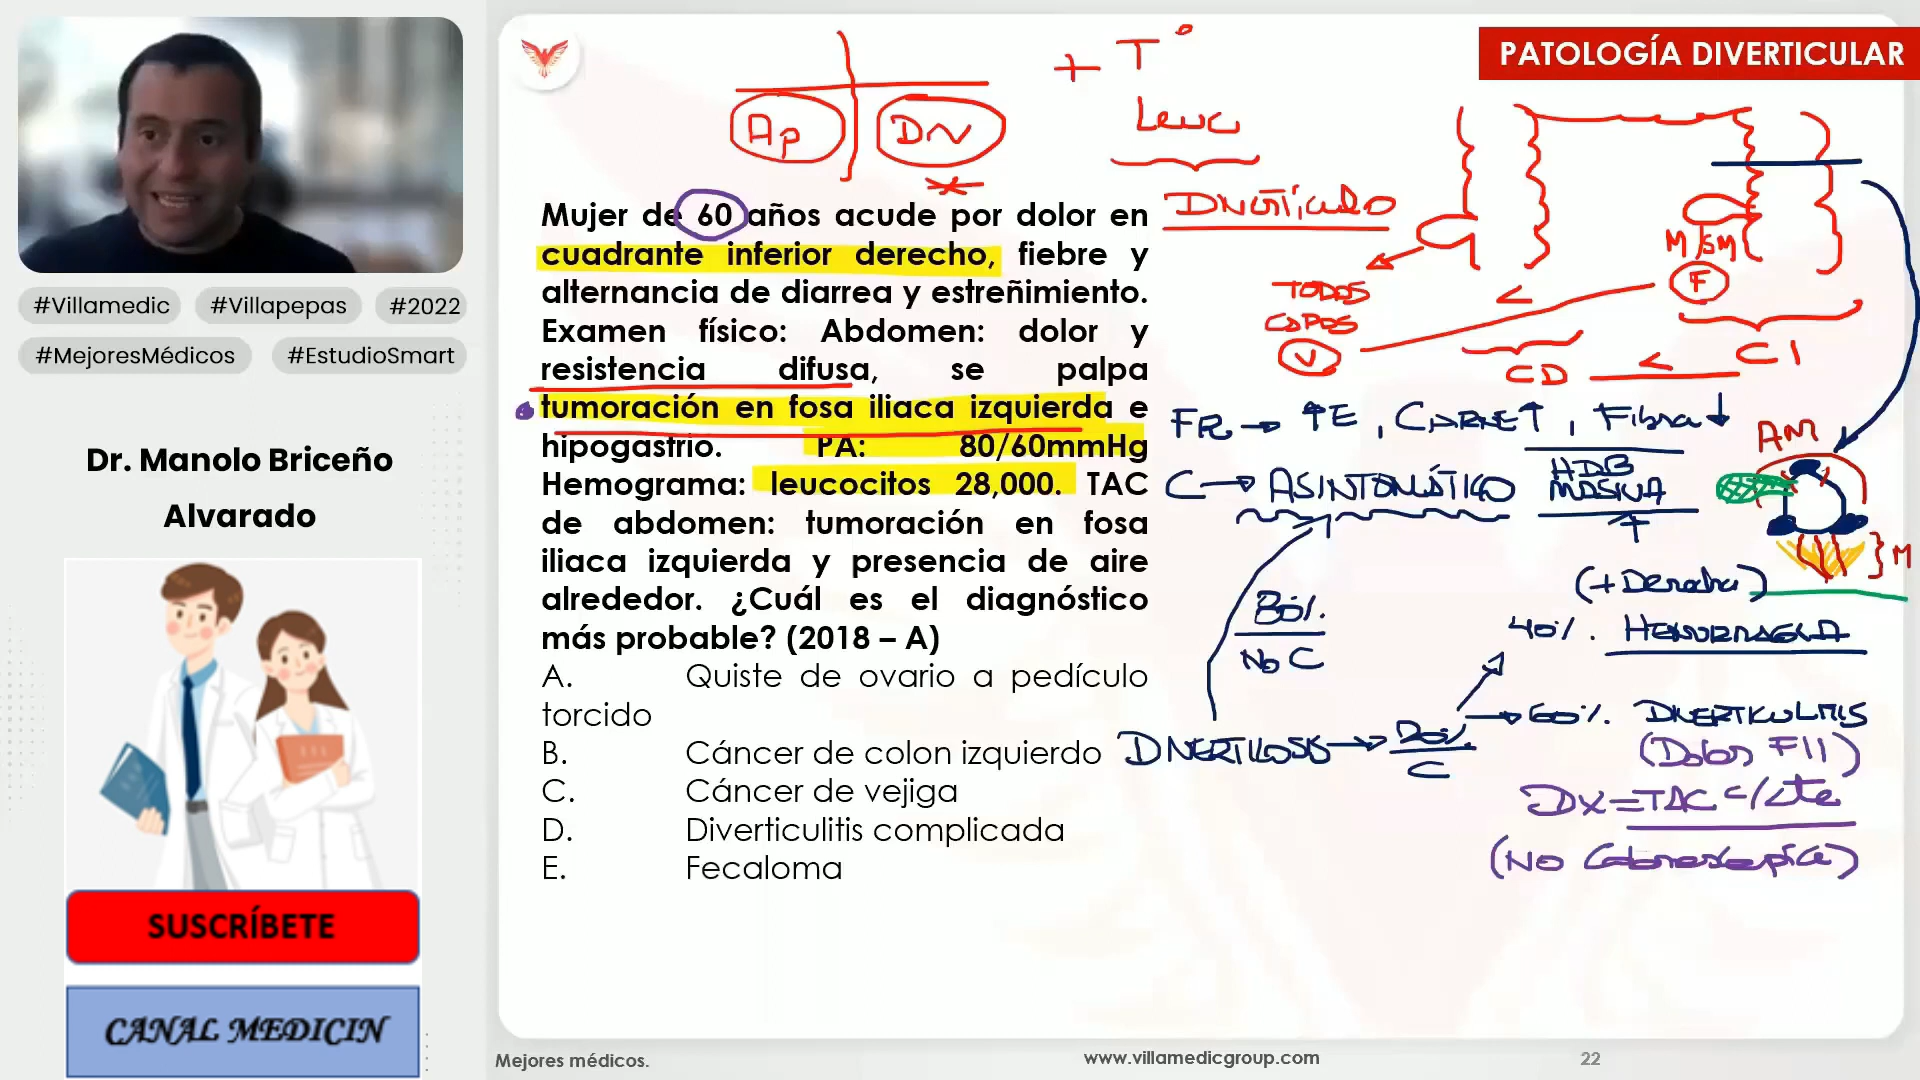 #Villamedic #Villapepas #2022
#MejoresMédicos #EstudioSmart
Dr. Manolo Briceño
Alvarado
SUSCRÍBETE
CANAL MEDICIN
PATOLOGÍA DIVERTICULAR
Ap DN
+ T°
Leuc
Mujer de 60 años acude por dolor en
cuadrante inferior derecho, fiebre y
alternancia de diarrea y estreñimiento.
Examen físico: Abdomen: dolor y
resistencia difusa, se palpa
tumoración en fosa iliaca izquierda e
hipogastrio. PA: 80/60mmHg
Hemograma: leucocitos 28,000. TAC
de abdomen: tumoración en fosa
iliaca izquierda y presencia de aire
alrededor. ¿Cuál es el diagnóstico
más probable? (2018 – A)
A. Quiste de ovario a pedículo
torcido
B. Cáncer de colon izquierdo
C. Cáncer de vejiga
D. Diverticulitis complicada
E. Fecaloma
M/SM
F
TODAS
CAPAS
V
<
CD
<
CI
FR → ↑E, CARNE↑, Fibra↓
C → ASINTOMÁTICO HDB
MASIVA
AM
M
(+Derecha)
80%
No C
40%. HEMORRAGIA
60%. DIVERTICULITIS
(Dolor FII)
20%
C
DX = TAC c/cte
(No Colonoscopia)
Mejores médicos.
www.villamedicgroup.com
22